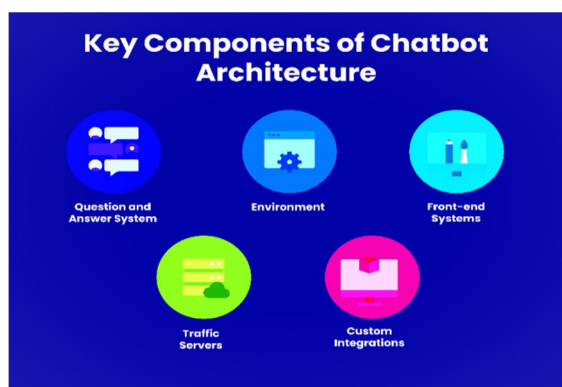 Key Components of Chatbot
Architecture
Question and
Answer System
Environment
Front-end
Systems
Traffic
Servers
Custom
Integrations